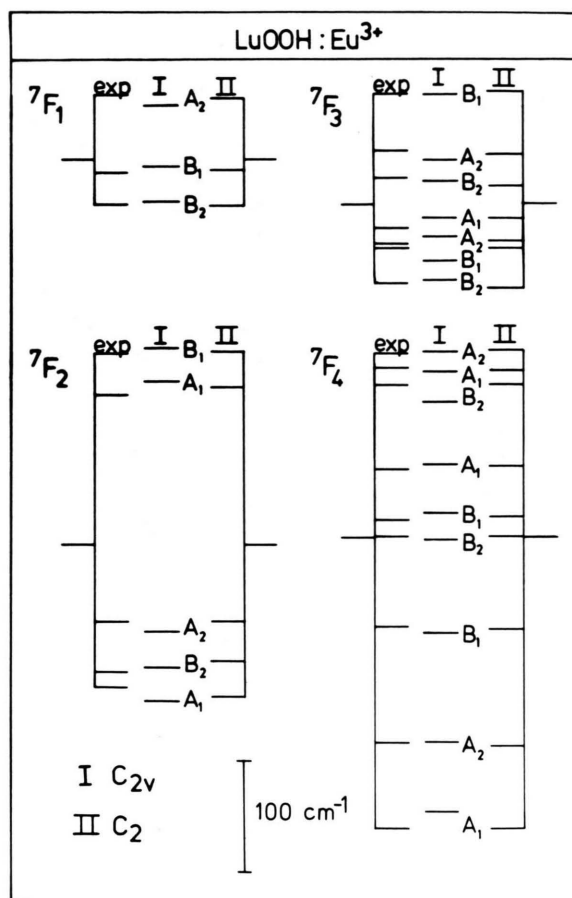 LuOOH : Eu³⁺
⁷F₁
exp I II
A₂
B₁
B₂
⁷F₃
exp I II
B₁
A₂
B₂
A₁
A₂
B₁
B₂
⁷F₂
exp I II
B₁
A₁
A₂
B₂
A₁
⁷F₄
exp I II
A₂
A₁
B₂
A₁
B₁
B₂
B₁
A₂
A₁
I C₂ᵥ
II C₂
100 cm⁻¹